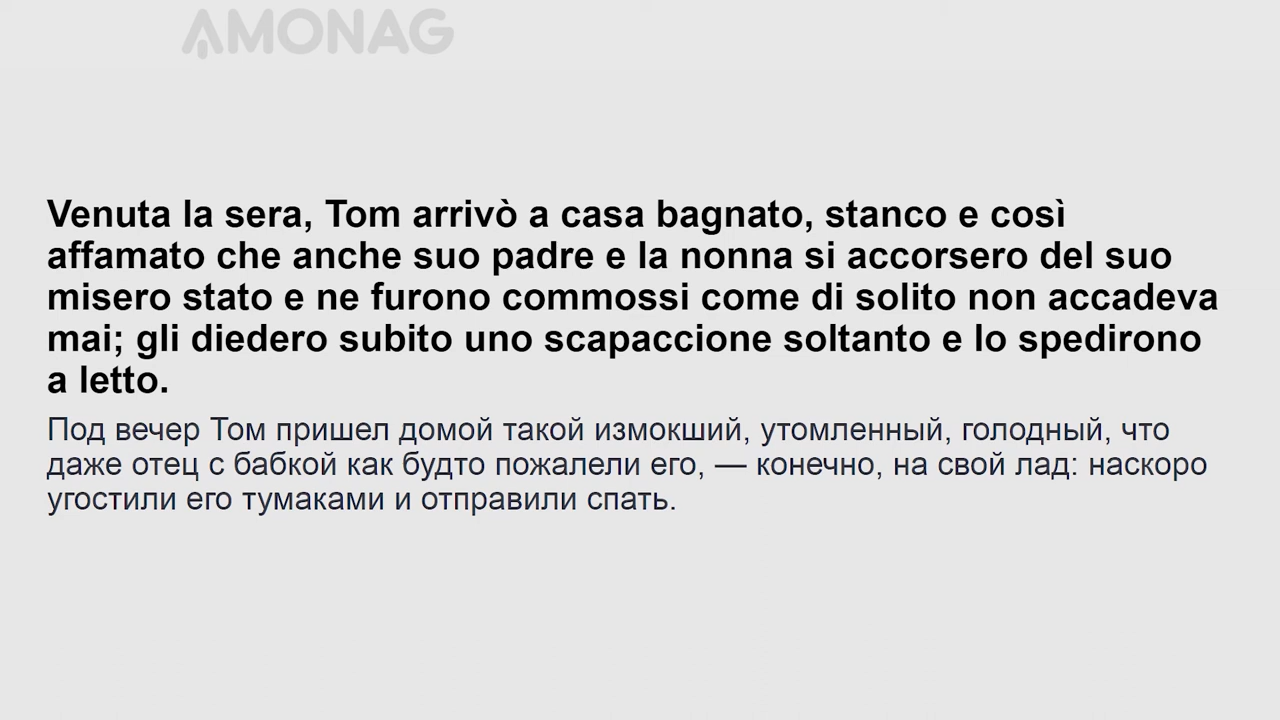 AMONAG
Venuta la sera, Tom arrivò a casa bagnato, stanco e così
affamato che anche suo padre e la nonna si accorsero del suo
misero stato e ne furono commossi come di solito non accadeva
mai; gli diedero subito uno scapaccione soltanto e lo spedirono
a letto.
Под вечер Том пришел домой такой измокший, утомленный, голодный, что
даже отец с бабкой как будто пожалели его, — конечно, на свой лад: наскоро
угостили его тумаками и отправили спать.